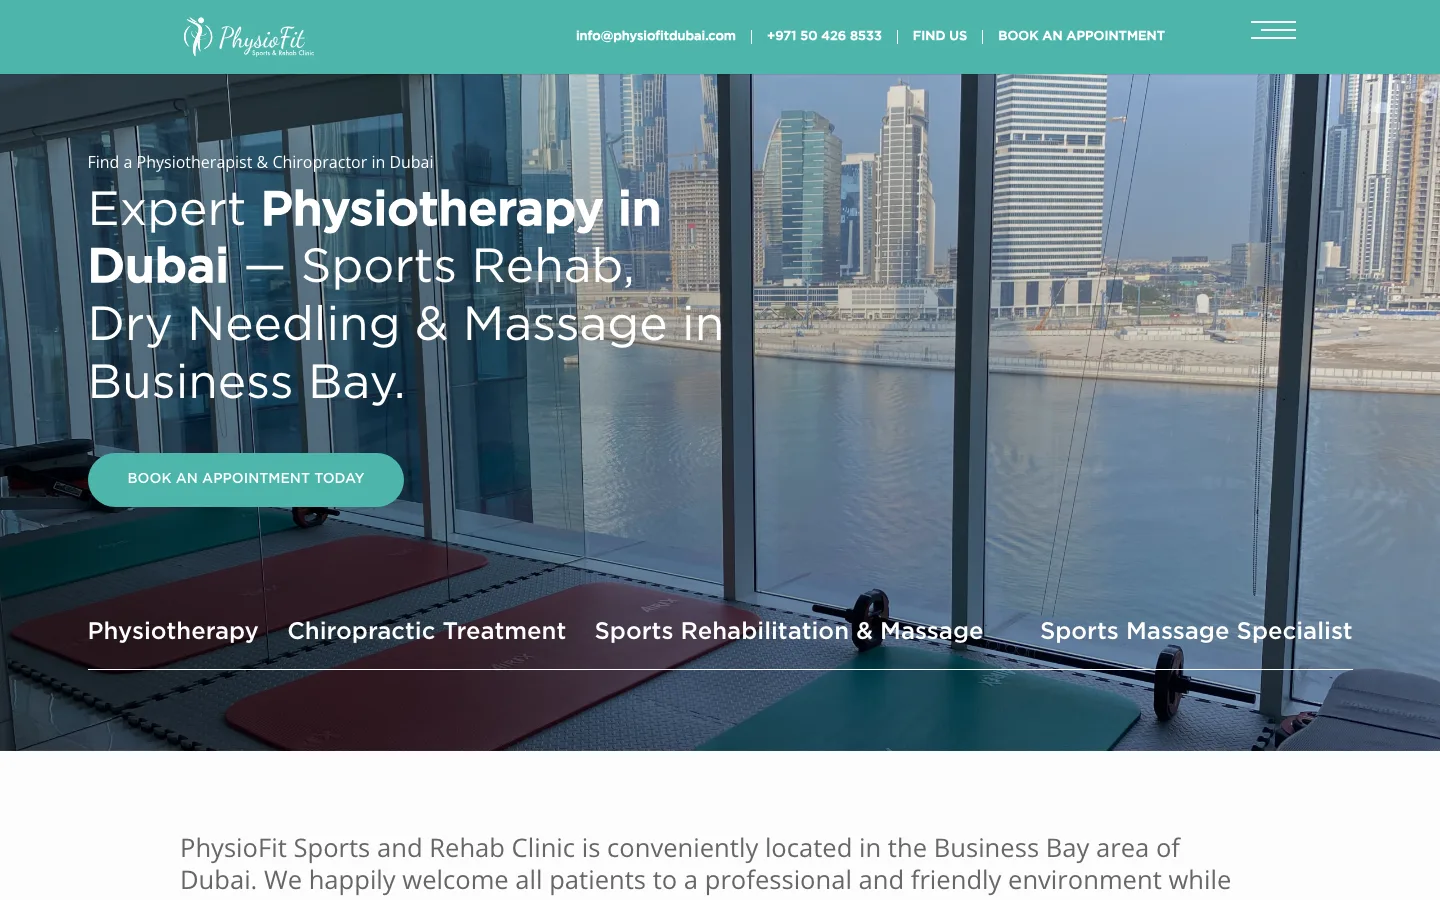 PhysioFit
Sports & Rehab Clinic
info@physiofitdubai.com
+971 50 426 8533
FIND US
BOOK AN APPOINTMENT
Find a Physiotherapist & Chiropractor in Dubai
Expert Physiotherapy in
Dubai — Sports Rehab,
Dry Needling & Massage in
Business Bay.
BOOK AN APPOINTMENT TODAY
Physiotherapy
Chiropractic Treatment
Sports Rehabilitation & Massage
Sports Massage Specialist
PhysioFit Sports and Rehab Clinic is conveniently located in the Business Bay area of
Dubai. We happily welcome all patients to a professional and friendly environment while